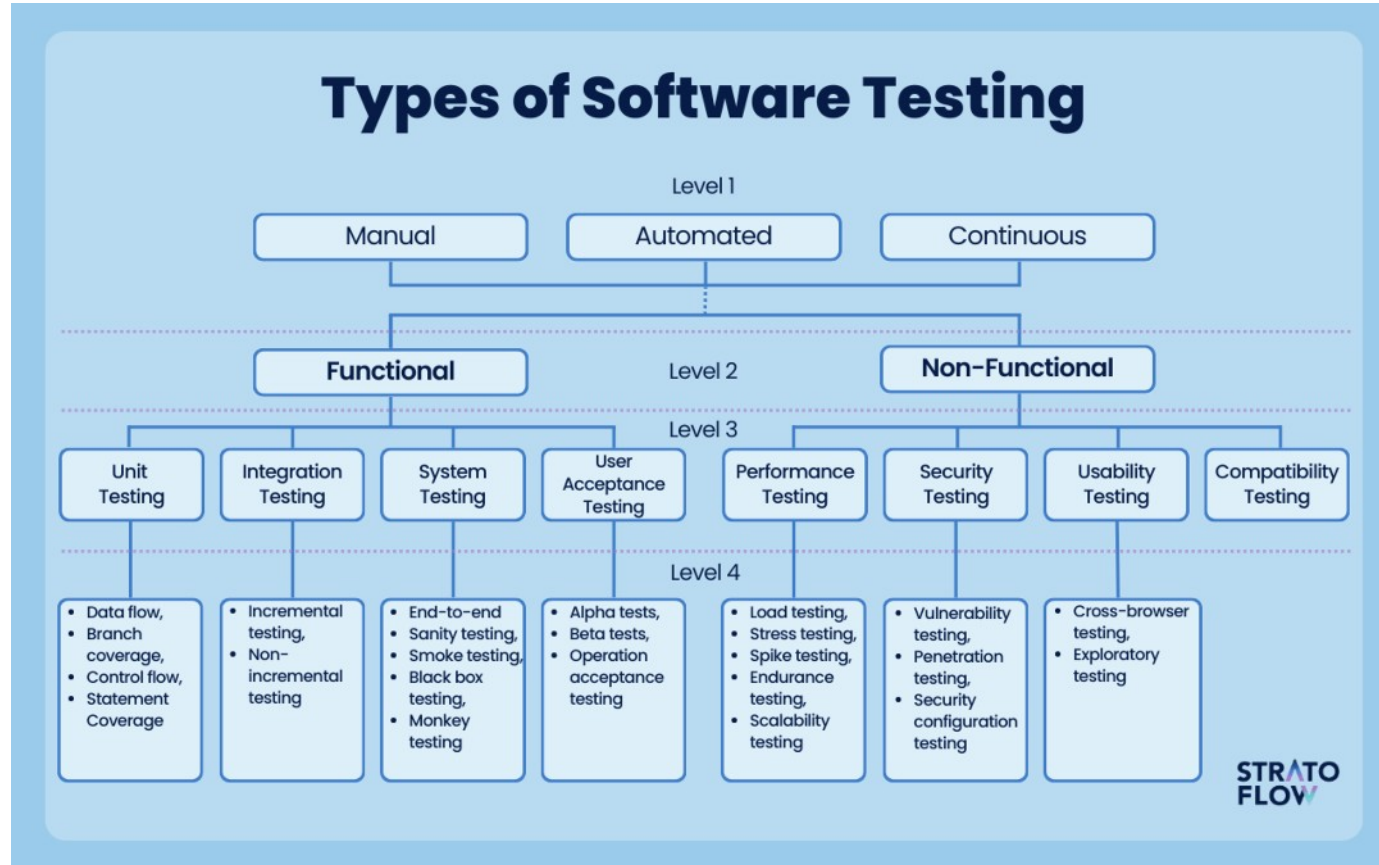 Types of Software Testing
Level 1
Manual
Automated
Continuous
Functional
Level 2
Non-Functional
Level 3
Unit
Testing
Integration
Testing
System
Testing
User
Acceptance
Testing
Performance
Testing
Security
Testing
Usability
Testing
Compatibility
Testing
Level 4
• Data flow,
• Branch
coverage,
• Control flow,
• Statement
Coverage
• Incremental
testing,
• Non-
incremental
testing
• End-to-end
• Sanity testing,
• Smoke testing,
• Black box
testing,
• Monkey
testing
• Alpha tests,
• Beta tests,
• Operation
acceptance
testing
• Load testing,
• Stress testing,
• Spike testing,
• Endurance
testing,
• Scalability
testing
• Vulnerability
testing,
• Penetration
testing,
• Security
configuration
testing
• Cross-browser
testing,
• Exploratory
testing
STRATO
FLOW